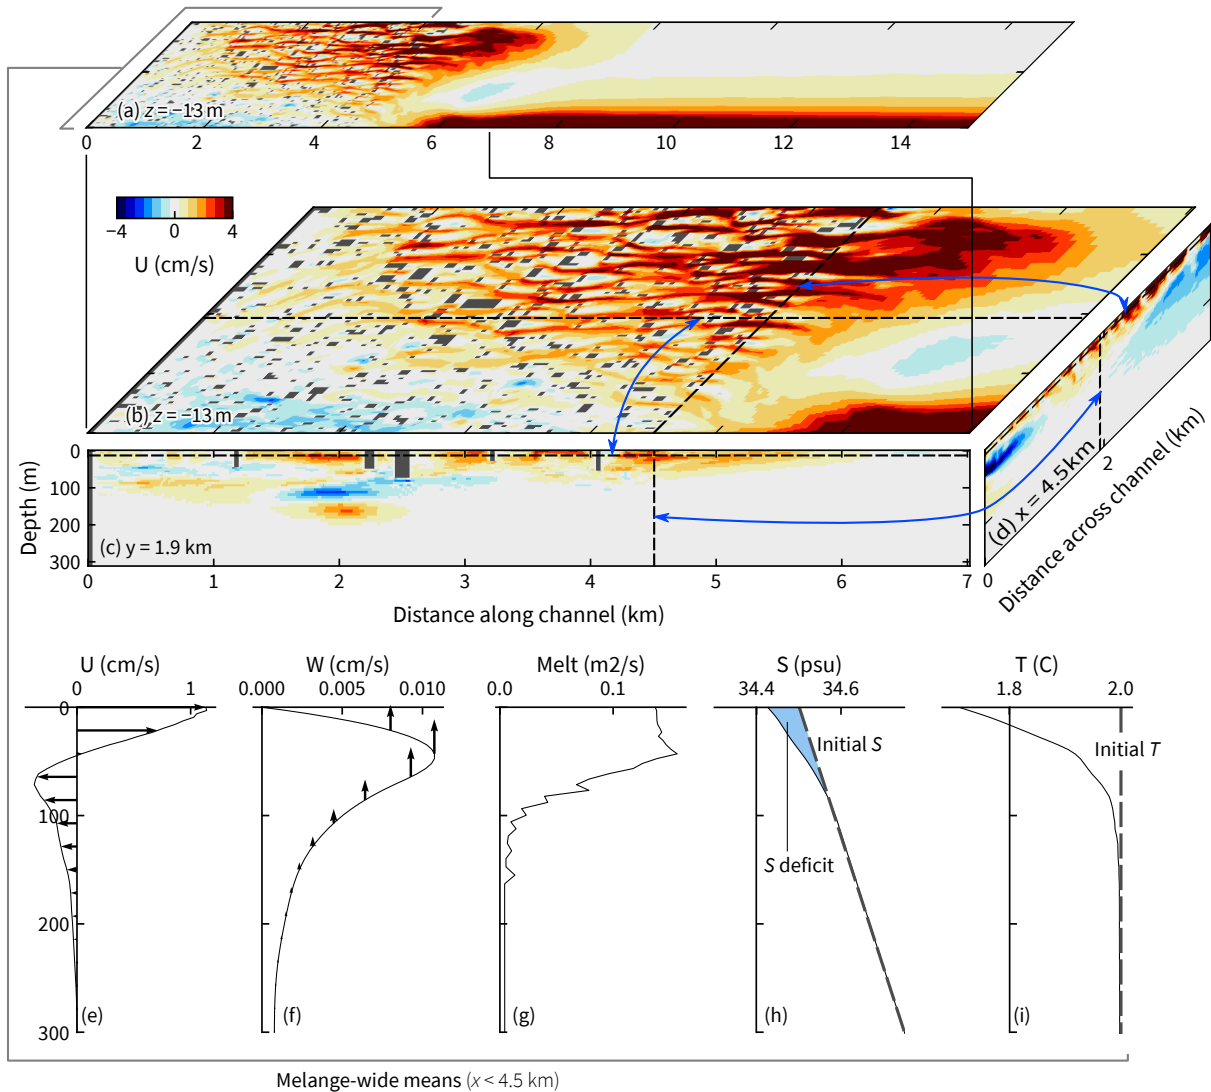 (a) z = −13 m
0 2 4 6 8 10 12 14
−4 0 4
U (cm/s)
(b) z = −13 m
0
100
200
300
Depth (m)
(c) y = 1.9 km
0 1 2 3 4 5 6 7
Distance along channel (km)
(d) x = 4.5km
0 2
Distance across channel (km)
U (cm/s)
0 1
0
100
200
300
(e)
W (cm/s)
0.000 0.005 0.010
(f)
Melt (m2/s)
0.0 0.1
(g)
S (psu)
34.4 34.6
Initial S
S deficit
(h)
T (C)
1.8 2.0
Initial T
(i)
Melange-wide means (x < 4.5 km)